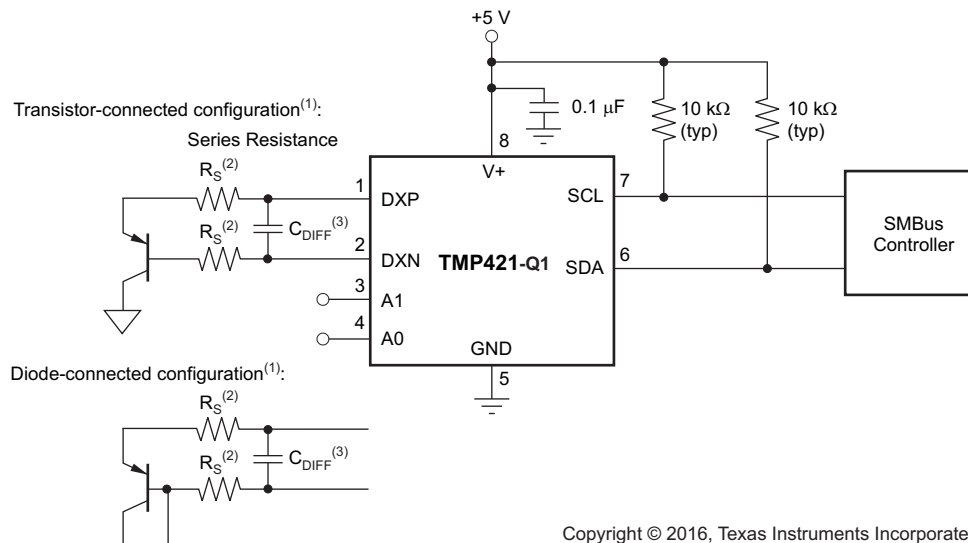 +5 V
Transistor-connected configuration(1):
Series Resistance
0.1 μF
10 kΩ
(typ)
10 kΩ
(typ)
8
V+
RS(2)
1
DXP
SCL
7
CDIFF(3)
SMBus
Controller
RS(2)
2
DXN
TMP421-Q1
SDA
6
3
A1
4
A0
GND
5
Diode-connected configuration(1):
RS(2)
CDIFF(3)
RS(2)
Copyright © 2016, Texas Instruments Incorporate